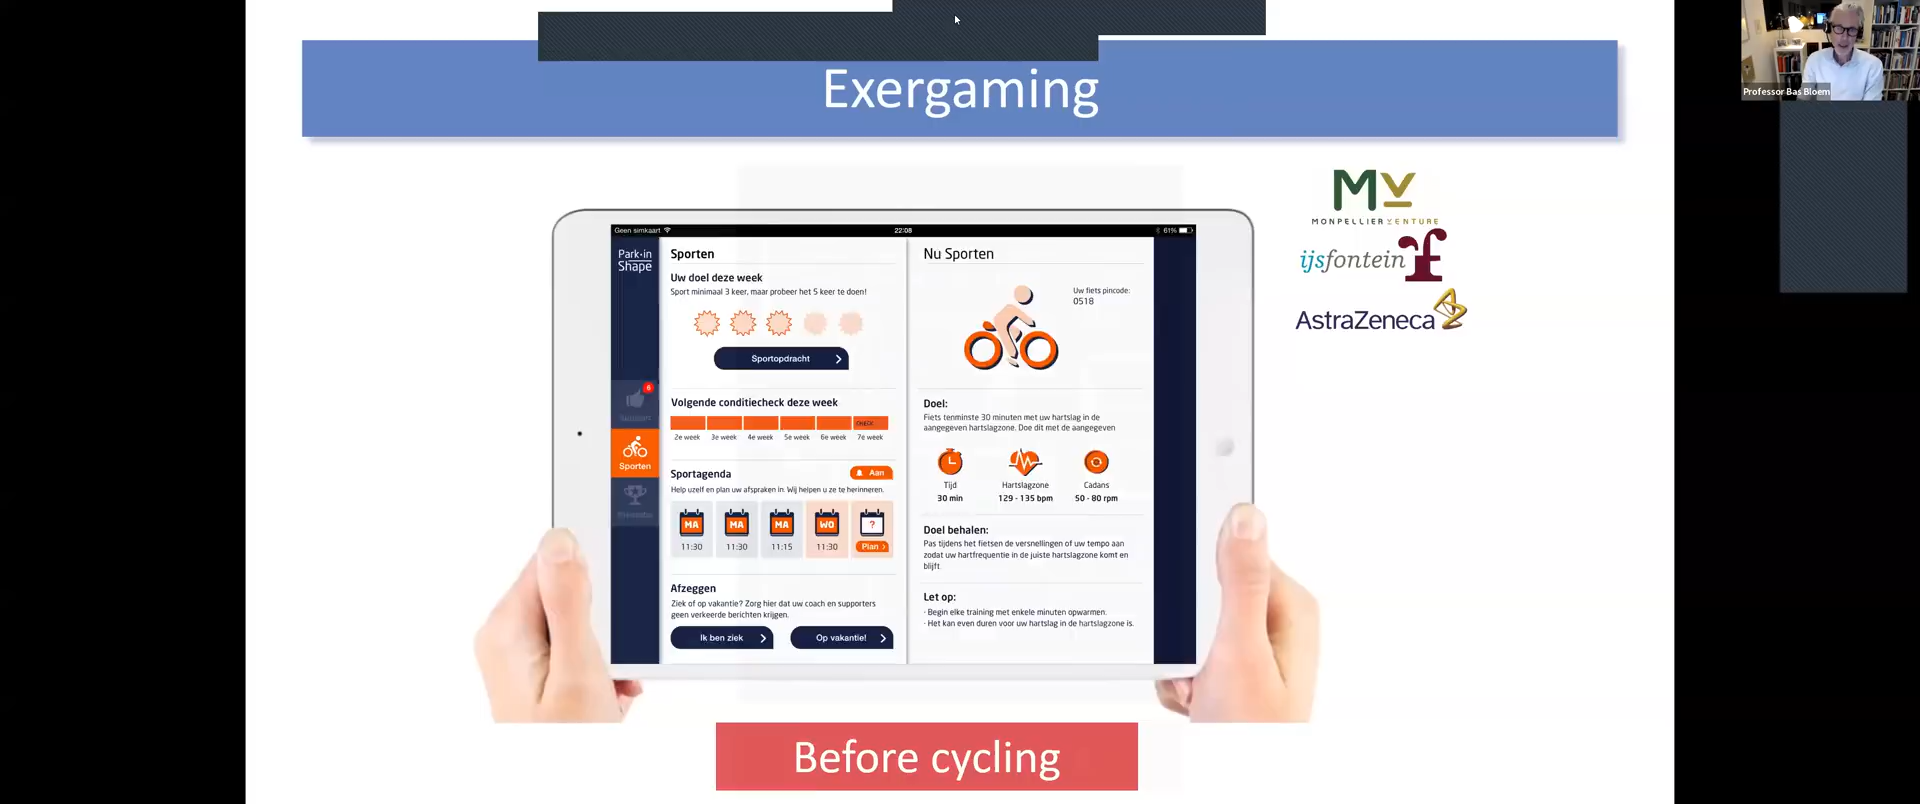 Exergaming
Professor Bas Bloem
MV
MONPELLIER VENTURE
ijsfontein f
AstraZeneca
Geen simkaart
22:08
61%
Park-in
Shape
6
Sporten
Sporten
Uw doel deze week
Sport minimaal 3 keer, maar probeer het 5 keer te doen!
Sportopdracht
Volgende conditiecheck deze week
CHECK
2e week 3e week 4e week 5e week 6e week 7e week
Sportagenda
Aan
Help uzelf en plan uw afspraken in. Wij helpen u ze te herinneren.
MA MA MA WO ?
11:30 11:30 11:15 11:30 Plan
Afzeggen
Ziek of op vakantie? Zorg hier dat uw coach en supporters
geen verkeerde berichten krijgen.
Ik ben ziek
Op vakantie!
Nu Sporten
Uw fiets pincode:
0518
Doel:
Fiets tenminste 30 minuten met uw hartslag in de
aangegeven hartslagzone. Doe dit met de aangegeven
Tijd Hartslagzone Cadans
30 min 129 - 135 bpm 50 - 80 rpm
Doel behalen:
Pas tijdens het fietsen de versnellingen of uw tempo aan
zodat uw hartfrequentie in de juiste hartslagzone komt en
blijft.
Let op:
· Begin elke training met enkele minuten opwarmen.
· Het kan even duren voor uw hartslag in de hartslagzone is.
Before cycling